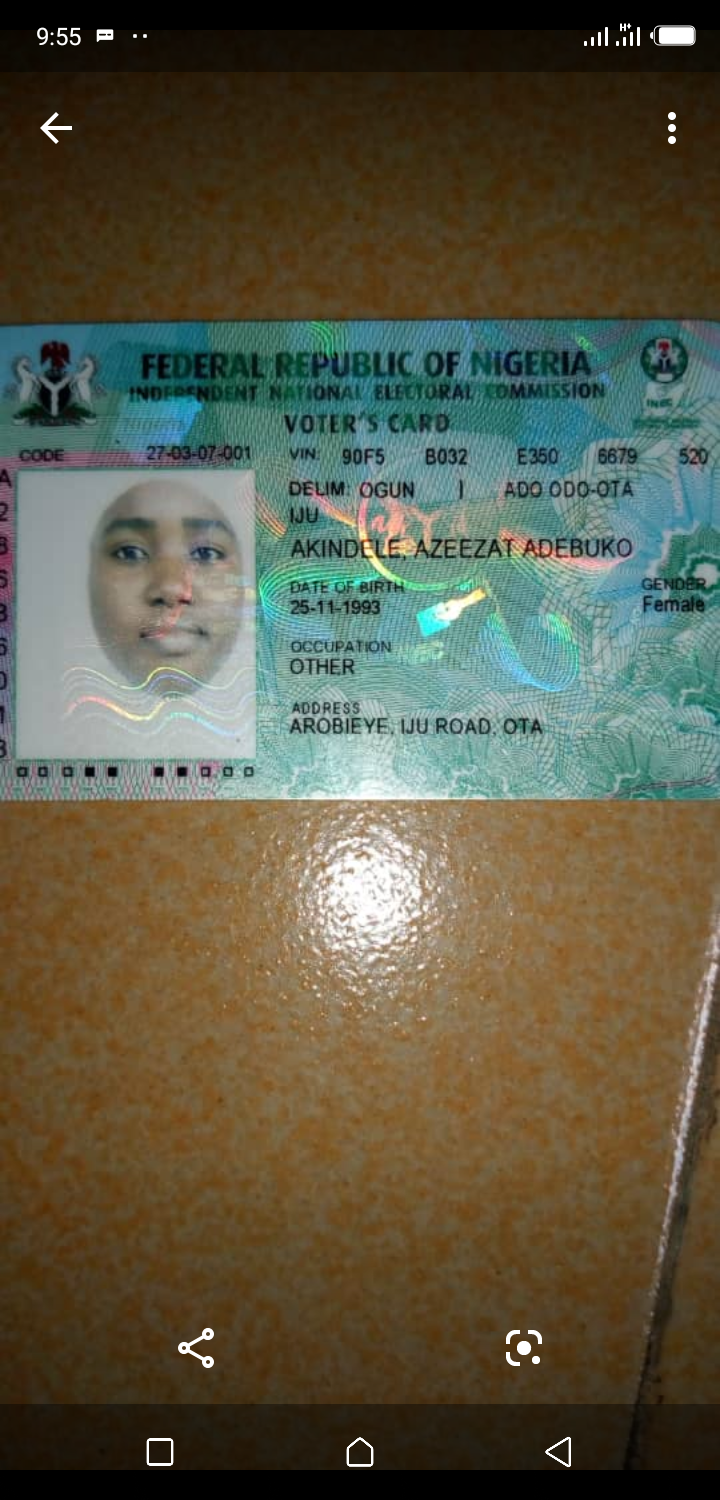 9:55
H+
FEDERAL REPUBLIC OF NIGERIA
INDEPENDENT NATIONAL ELECTORAL COMMISSION
INEC
VOTER'S CARD
CODE 27-03-07-001 VIN: 90F5 B032 E350 6679 520
DELIM: OGUN | ADO ODO-OTA
IJU
AKINDELE, AZEEZAT ADEBUKO
DATE OF BIRTH GENDER
25-11-1993 Female
OCCUPATION
OTHER
ADDRESS
AROBIEYE, IJU ROAD, OTA